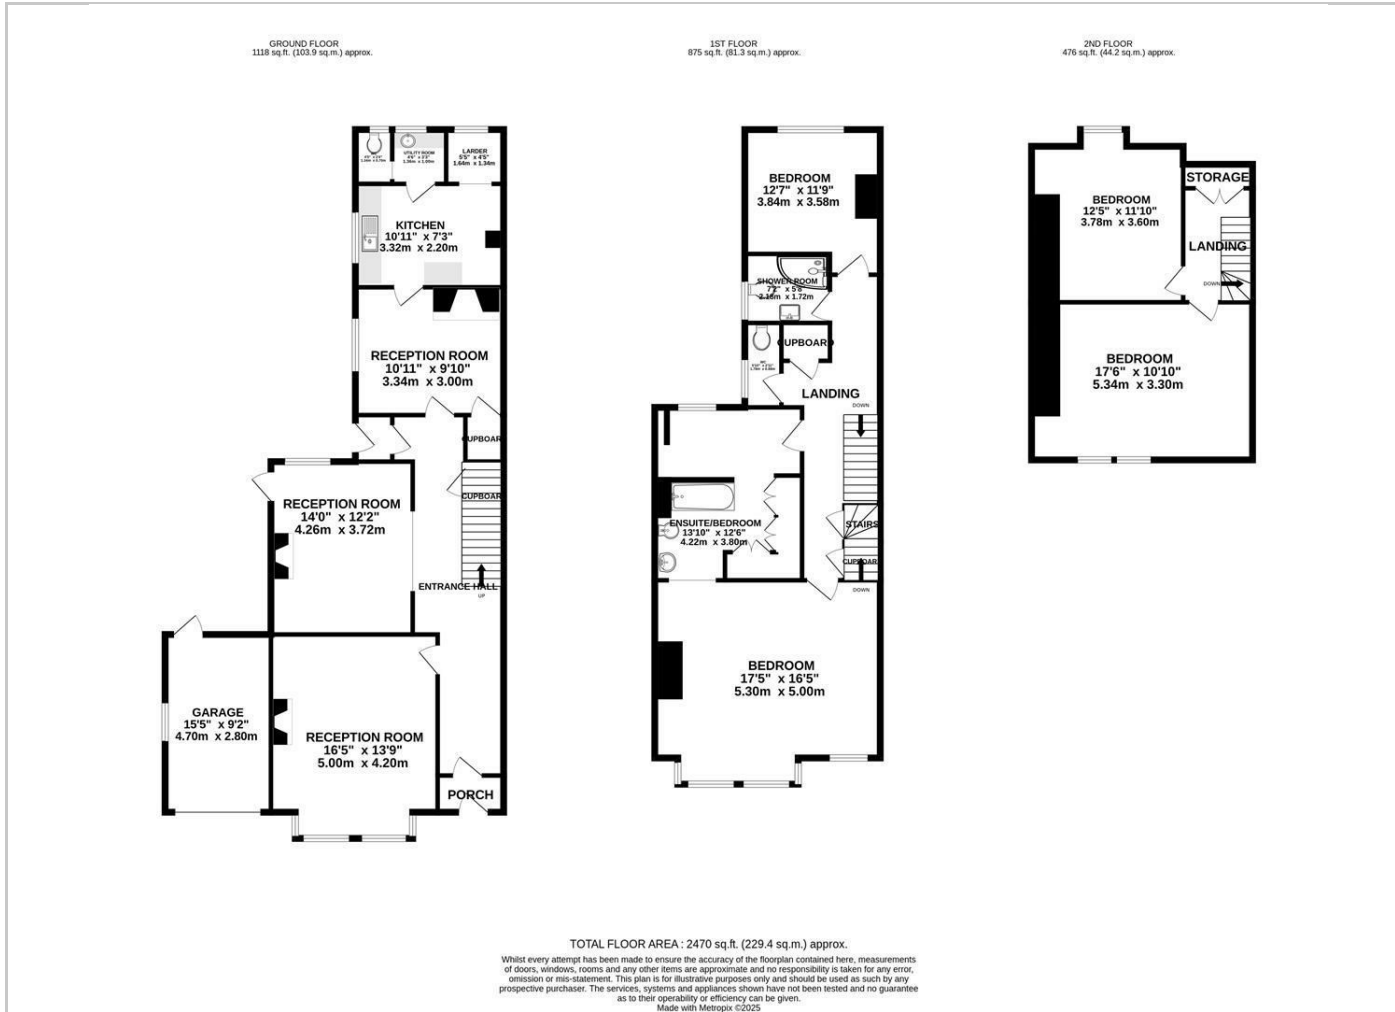 GROUND FLOOR
1118 sq.ft. (103.9 sq.m.) approx.
UTILITY ROOM
LARDER
5'5" x 4'5"
1.64m x 1.34m
KITCHEN
10'11" x 7'3"
3.32m x 2.20m
RECEPTION ROOM
10'11" x 9'10"
3.34m x 3.00m
CUPBOAR
CUPBOAR
RECEPTION ROOM
14'0" x 12'2"
4.26m x 3.72m
ENTRANCE HALL
UP
GARAGE
15'5" x 9'2"
4.70m x 2.80m
RECEPTION ROOM
16'5" x 13'9"
5.00m x 4.20m
PORCH
1ST FLOOR
875 sq.ft. (81.3 sq.m.) approx.
BEDROOM
12'7" x 11'9"
3.84m x 3.58m
SHOWER ROOM
7'2" x 5'8"
2.18m x 1.72m
CUPBOARD
LANDING
DOWN
ENSUITE/BEDROOM
13'10" x 12'6"
4.22m x 3.80m
STAIRS
CUPBOARD
DOWN
BEDROOM
17'5" x 16'5"
5.30m x 5.00m
2ND FLOOR
476 sq.ft. (44.2 sq.m.) approx.
STORAGE
BEDROOM
12'5" x 11'10"
3.78m x 3.60m
LANDING
DOWN
BEDROOM
17'6" x 10'10"
5.34m x 3.30m
TOTAL FLOOR AREA : 2470 sq.ft. (229.4 sq.m.) approx.
Whilst every attempt has been made to ensure the accuracy of the floorplan contained here, measurements
of doors, windows, rooms and any other items are approximate and no responsibility is taken for any error,
omission or mis-statement. This plan is for illustrative purposes only and should be used as such by any
prospective purchaser. The services, systems and appliances shown have not been tested and no guarantee
as to their operability or efficiency can be given.
Made with Metropix ©2025